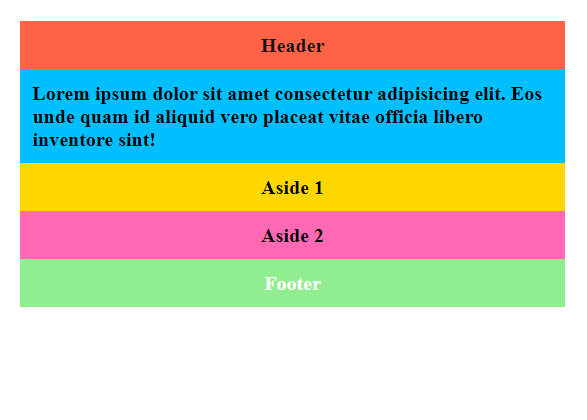 Header
Lorem ipsum dolor sit amet consectetur adipisicing elit. Eos
unde quam id aliquid vero placeat vitae officia libero
inventore sint!
Aside 1
Aside 2
Footer